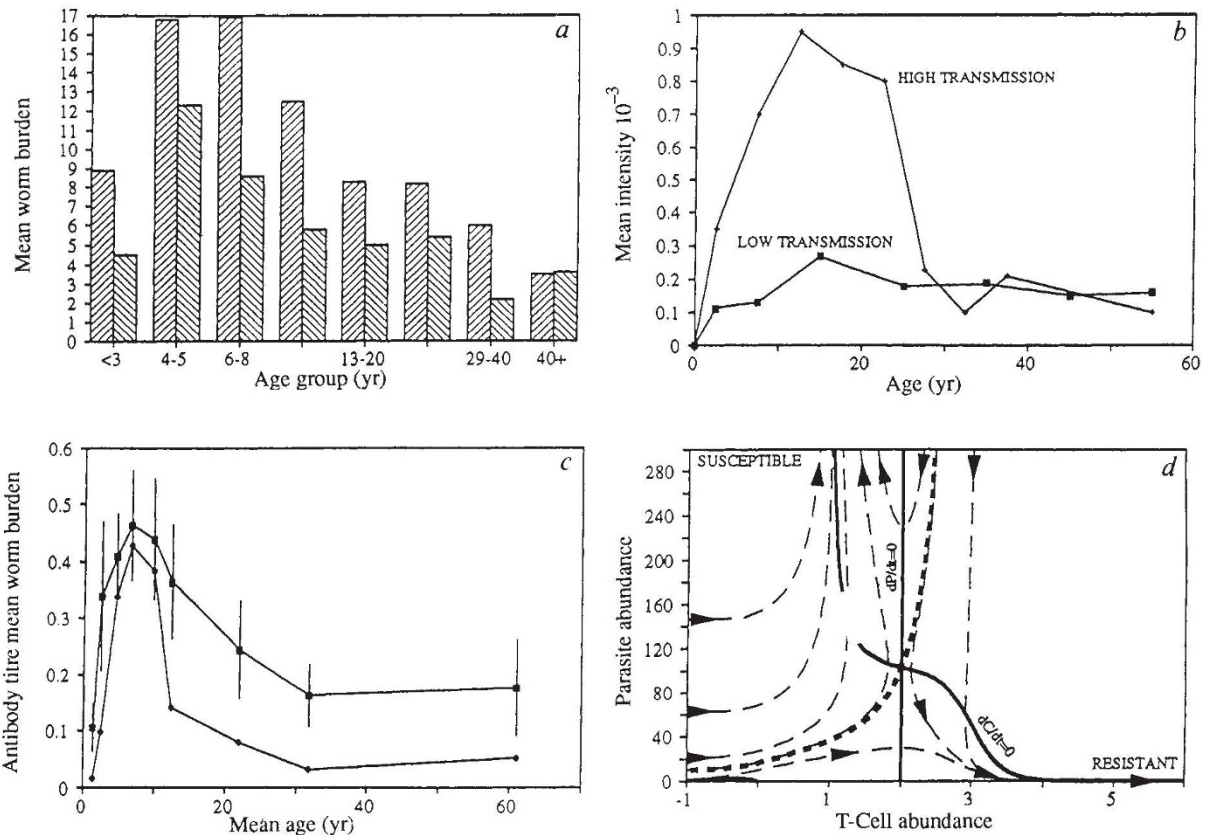 a
Mean worm burden
17
16
15
14
13
12
11
10
9
8
7
6
5
4
3
2
1
0
<3 4-5 6-8 13-20 29-40 40+
Age group (yr)
b
Mean intensity 10⁻³
1
0.9
0.8
0.7
0.6
0.5
0.4
0.3
0.2
0.1
0
HIGH TRANSMISSION
LOW TRANSMISSION
0 20 40 60
Age (yr)
c
Antibody titre mean worm burden
0.6
0.5
0.4
0.3
0.2
0.1
0
0 20 40 60
Mean age (yr)
d
Parasite abundance
280
240
200
160
120
80
40
0
SUSCEPTIBLE
dP/dt=0
dC/dt=0
RESISTANT
-1 1 3 5
T-Cell abundance